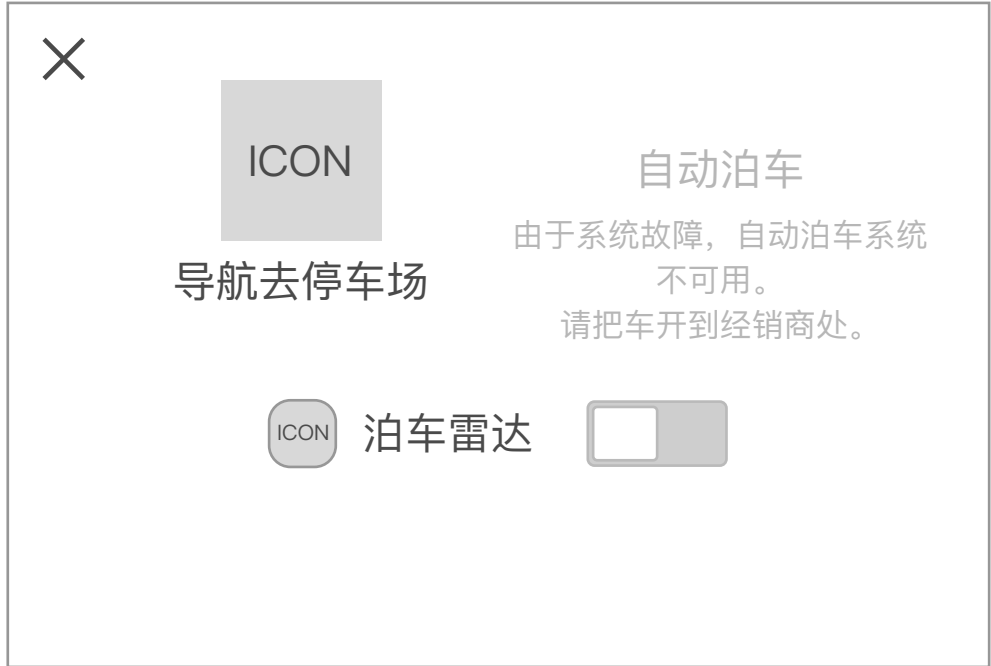 ICON
导航去停车场
自动泊车
由于系统故障，自动泊车系统
不可用。
请把车开到经销商处。
ICON 泊车雷达